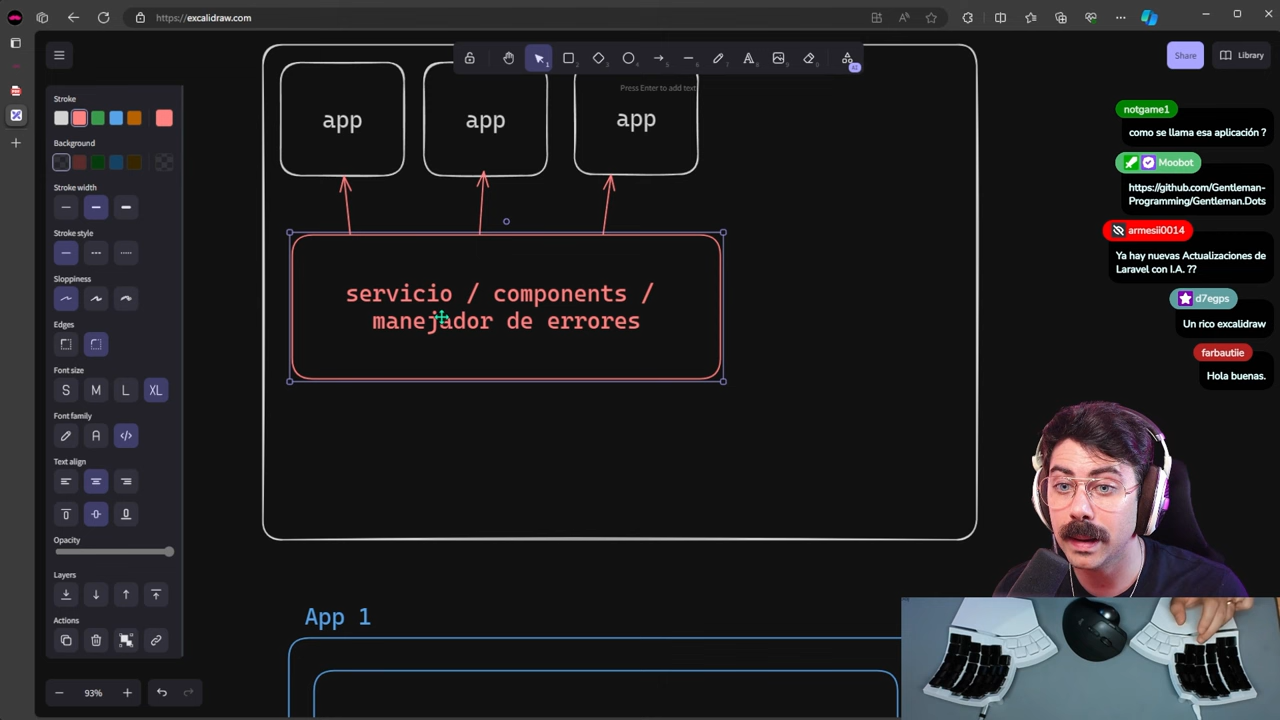 https://excalidraw.com
Share
Library
Stroke
Background
Stroke width
Stroke style
Sloppiness
Edges
Font size
S M L XL
Font family
Text align
Opacity
Layers
Actions
93%
Press Enter to add text
app
app
app
servicio / components /
manejador de errores
App 1
notgame1
como se llama esa aplicación ?
Moobot
https://github.com/Gentleman-
Programming/Gentleman.Dots
armesii0014
Ya hay nuevas Actualizaciones de
Laravel con I.A. ??
d7egps
Un rico excalidraw
farbautiie
Hola buenas.